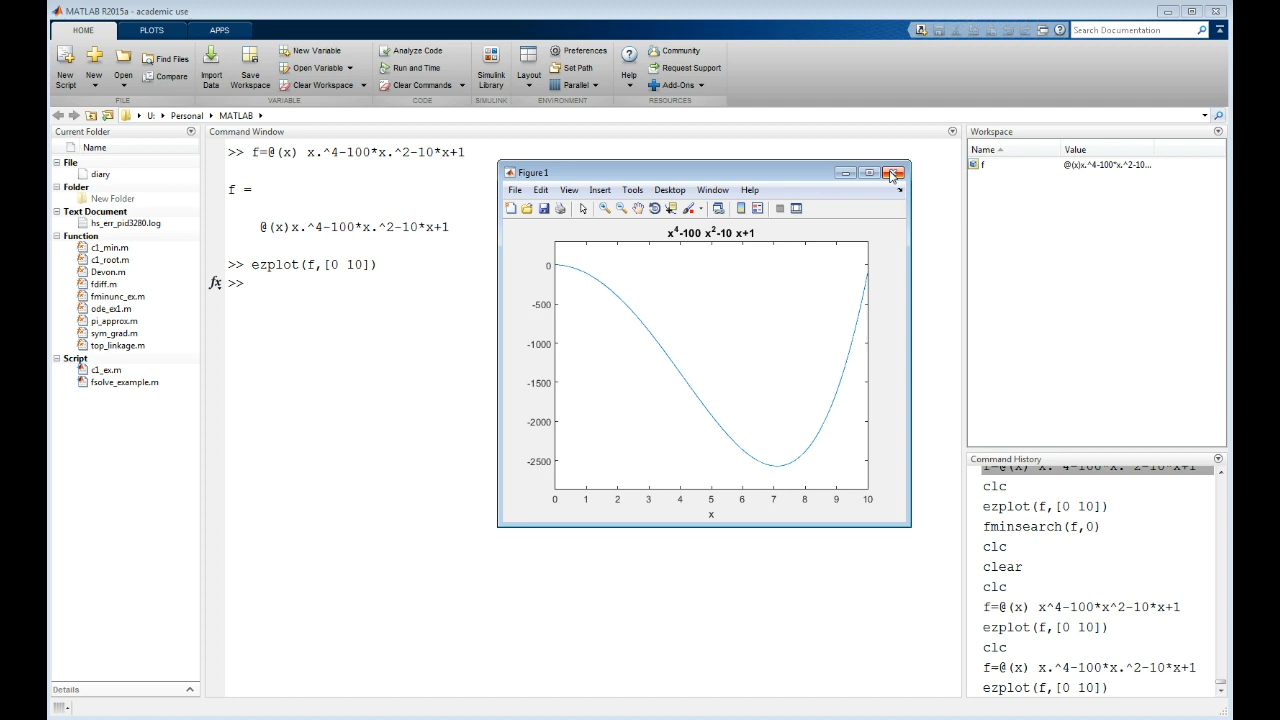 MATLAB R2015a - academic use
HOME
PLOTS
APPS
Search Documentation
New Script
New
Open
Find Files
Compare
FILE
Import Data
Save Workspace
New Variable
Open Variable
Clear Workspace
VARIABLE
Analyze Code
Run and Time
Clear Commands
CODE
Simulink Library
SIMULINK
Layout
Preferences
Set Path
Parallel
ENVIRONMENT
Help
Community
Request Support
Add-Ons
RESOURCES
U: Personal MATLAB
Current Folder
Name
File
diary
Folder
New Folder
Text Document
hs_err_pid3280.log
Function
c1_min.m
c1_root.m
Devon.m
fdiff.m
fminunc_ex.m
ode_ex1.m
pi_approx.m
sym_grad.m
top_linkage.m
Script
c1_ex.m
fsolve_example.m
Details
Command Window
>> f=@(x) x.^4-100*x.^2-10*x+1
f =
@(x)x.^4-100*x.^2-10*x+1
>> ezplot(f,[0 10])
fx >>
Figure 1
File Edit View Insert Tools Desktop Window Help
x⁴-100 x²-10 x+1
0
-500
-1000
-1500
-2000
-2500
0 1 2 3 4 5 6 7 8 9 10
x
Workspace
Name Value
f @(x)x.^4-100*x.^2-10...
Command History
f=@(x) x.^4-100*x.^2-10*x+1
clc
ezplot(f,[0 10])
fminsearch(f,0)
clc
clear
clc
f=@(x) x^4-100*x^2-10*x+1
ezplot(f,[0 10])
clc
f=@(x) x.^4-100*x.^2-10*x+1
ezplot(f,[0 10])